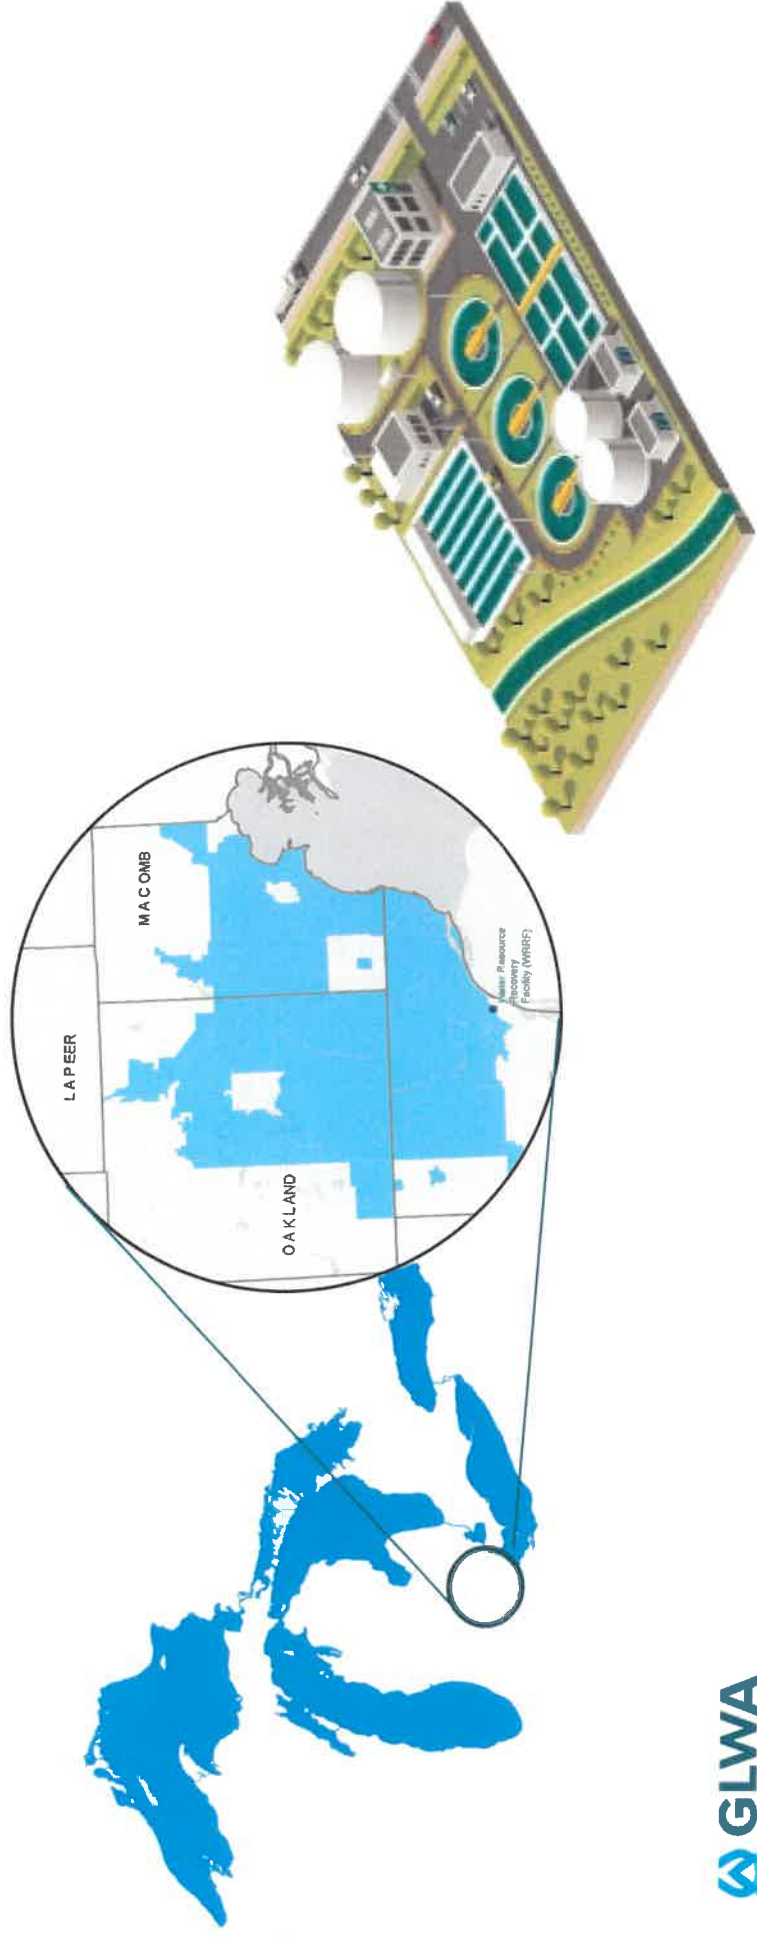 LAPEER
MACOMB
OAKLAND
Water Resource
Recovery
Facility (WRRF)
GLWA